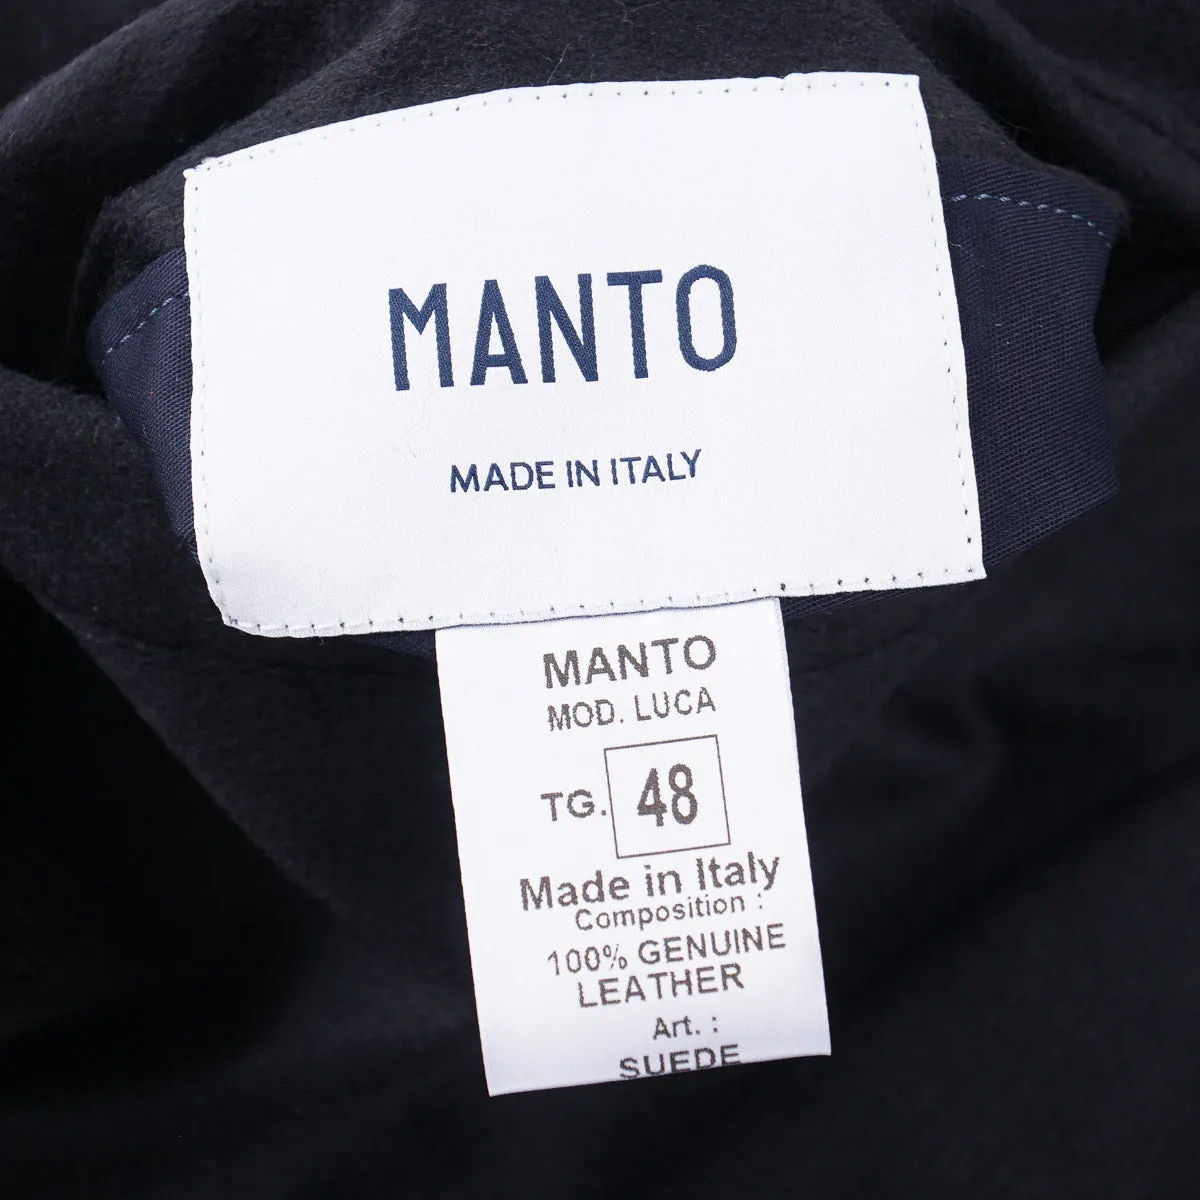 MANTO
MADE IN ITALY
MANTO
MOD. LUCA
TG. 48
Made in Italy
Composition :
100% GENUINE
LEATHER
Art. :
SUEDE